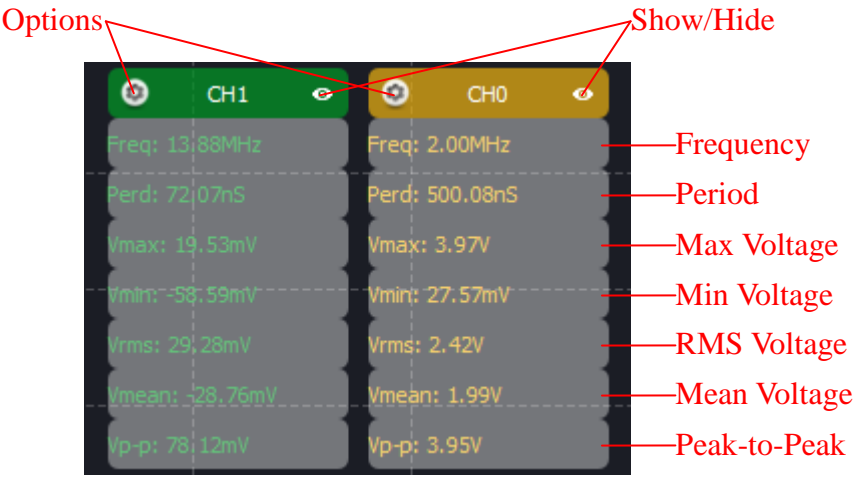 Options Show/Hide
CH1 CH0
Freq: 13.88MHz Freq: 2.00MHz Frequency
Perd: 72.07nS Perd: 500.08nS Period
Vmax: 19.53mV Vmax: 3.97V Max Voltage
Vmin: -58.59mV Vmin: 27.57mV Min Voltage
Vrms: 29.28mV Vrms: 2.42V RMS Voltage
Vmean: -28.76mV Vmean: 1.99V Mean Voltage
Vp-p: 78.12mV Vp-p: 3.95V Peak-to-Peak